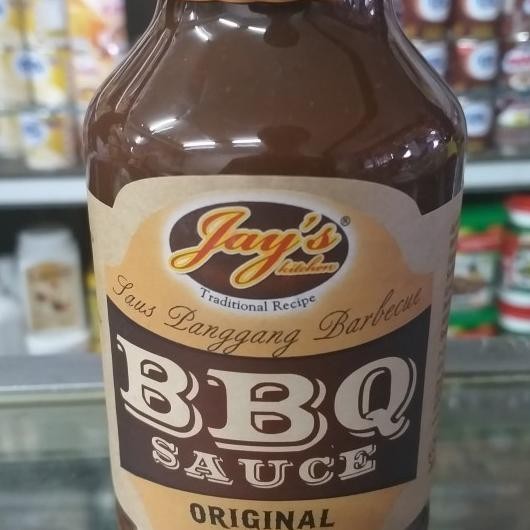 Jay's®
kitchen
Traditional Recipe
Saus Panggang Barbecue
BBQ
SAUCE
ORIGINAL